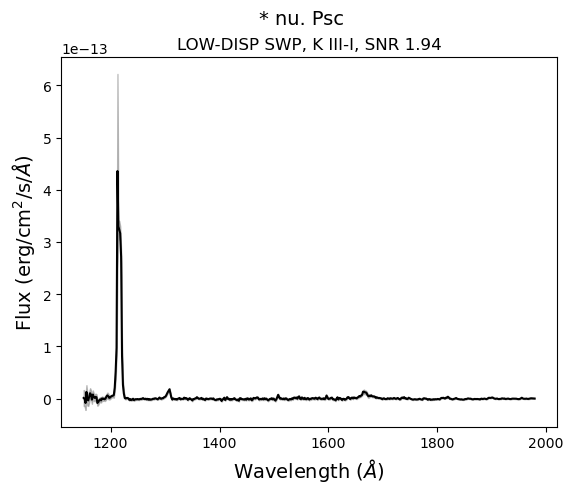 * nu. Psc
LOW-DISP SWP, K III-I, SNR 1.94
1e−13
6
5
4
3
2
1
0
Flux (erg/cm²/s/Å)
1200 1400 1600 1800 2000
Wavelength (Å)